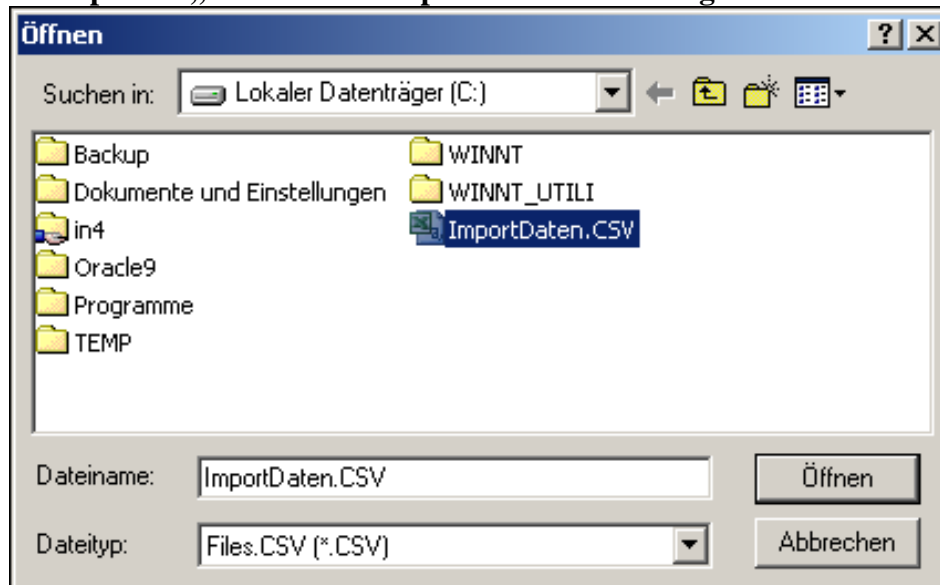 Öffnen
Suchen in: Lokaler Datenträger (C:)
Backup WINNT
Dokumente und Einstellungen WINNT_UTILI
in4 ImportDaten.CSV
Oracle9
Programme
TEMP
Dateiname: ImportDaten.CSV Öffnen
Dateityp: Files.CSV (*.CSV) Abbrechen